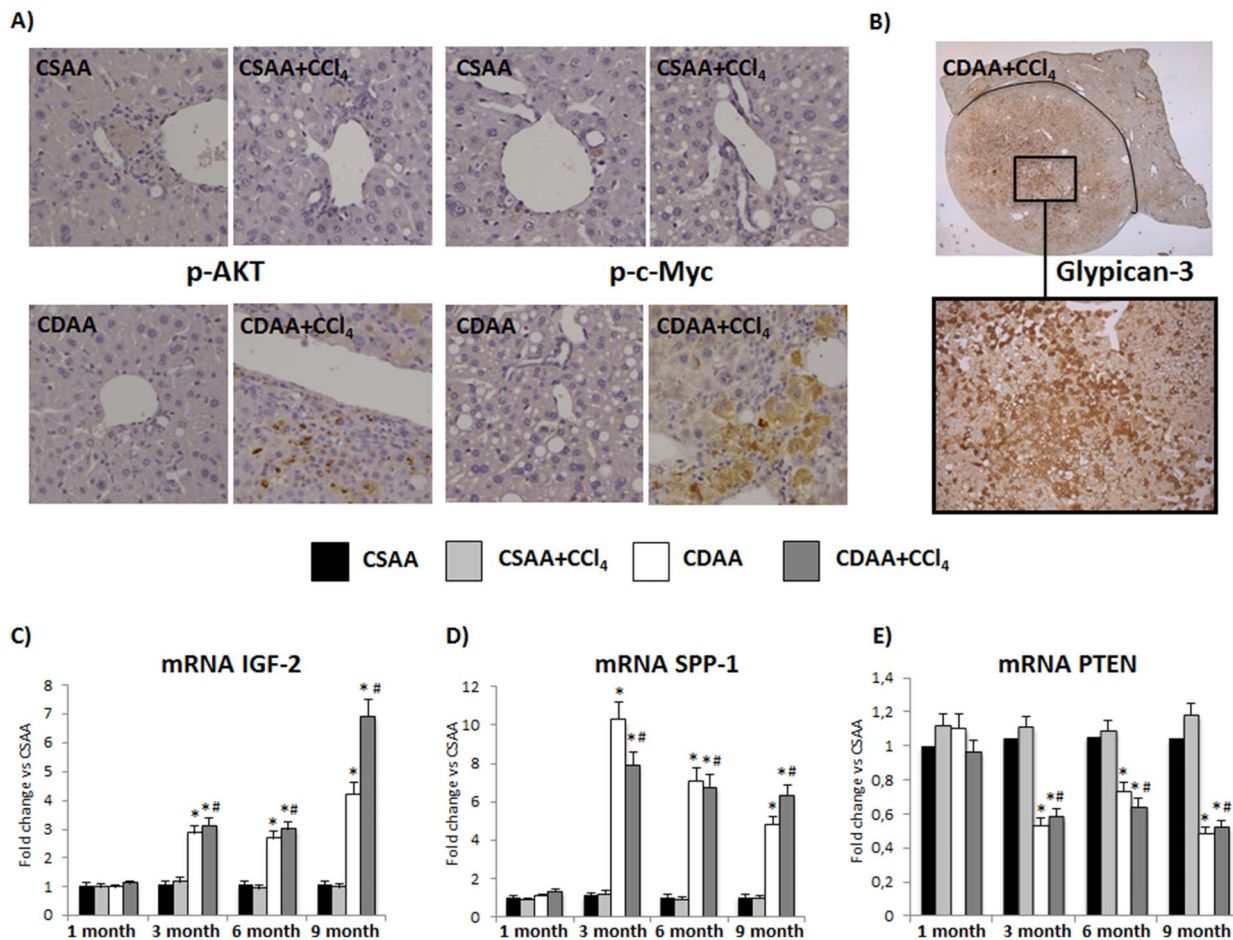 A)
B)
CSAA
CSAA+CCl₄
CSAA
CSAA+CCl₄
CDAA+CCl₄
p-AKT
p-c-Myc
Glypican-3
CDAA
CDAA+CCl₄
CDAA
CDAA+CCl₄
CSAA
CSAA+CCl₄
CDAA
CDAA+CCl₄
C)
mRNA IGF-2
Fold change vs CSAA
8
7
6
5
4
3
2
1
0
*
*#
*
*#
*
*#
1 month
3 month
6 month
9 month
D)
mRNA SPP-1
Fold change vs CSAA
12
10
8
6
4
2
0
*
*#
*
*#
*
*#
1 month
3 month
6 month
9 month
E)
mRNA PTEN
Fold change vs CSAA
1,4
1,2
1
0,8
0,6
0,4
0,2
0
*
*#
*
*#
*
*#
1 month
3 month
6 month
9 month